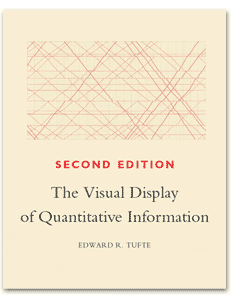 SECOND EDITION
The Visual Display
of Quantitative Information
EDWARD R. TUFTE